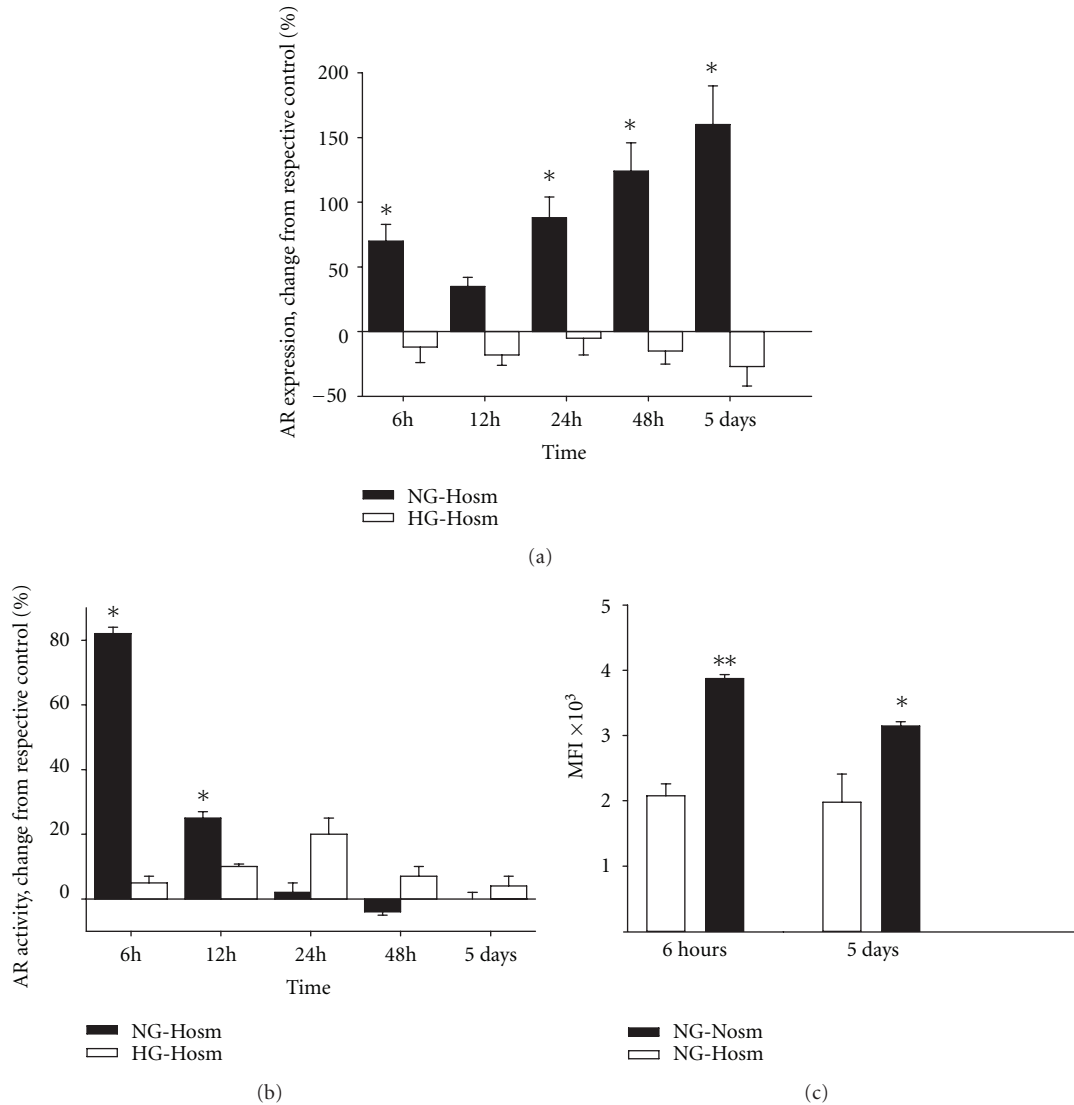 AR expression, change from respective control (%)
200
150
100
50
0
−50
*
*
*
*
6h 12h 24h 48h 5 days
Time
NG-Hosm
HG-Hosm
(a)
AR activity, change from respective control (%)
80
60
40
20
0
*
*
6h 12h 24h 48h 5 days
Time
NG-Hosm
HG-Hosm
(b)
MFI ×10³
5
4
3
2
1
**
*
6 hours 5 days
NG-Nosm
NG-Hosm
(c)